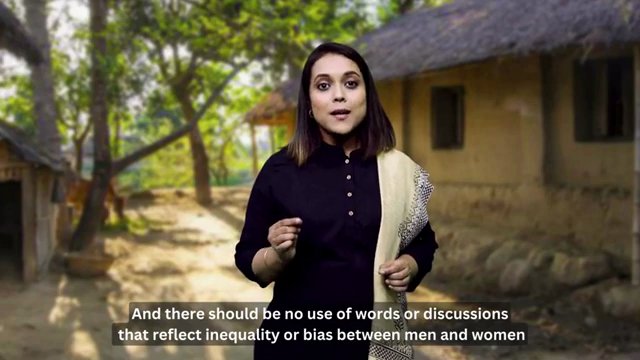 And there should be no use of words or discussions
that reflect inequality or bias between men and women